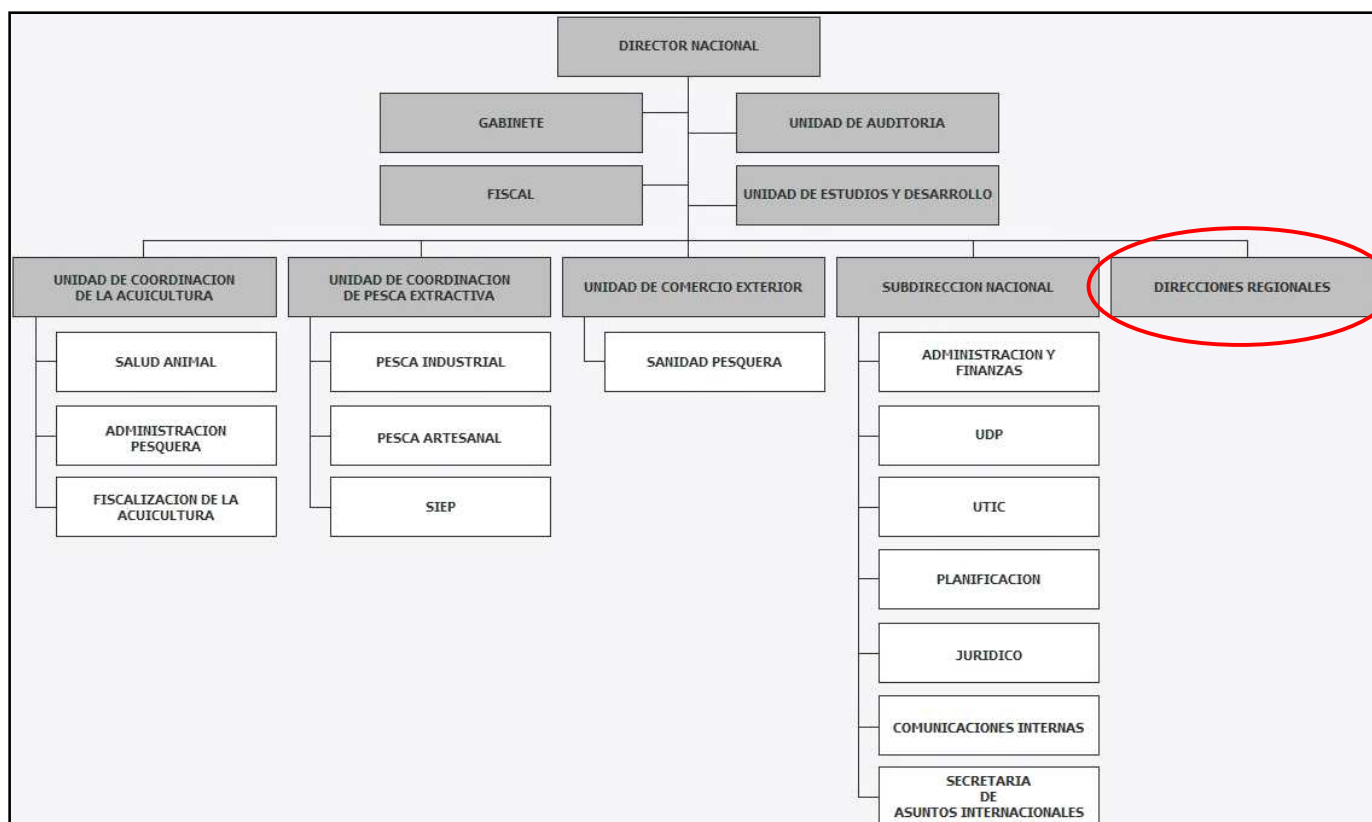 DIRECTOR NACIONAL
GABINETE
UNIDAD DE AUDITORIA
FISCAL
UNIDAD DE ESTUDIOS Y DESARROLLO
UNIDAD DE COORDINACION
DE LA ACUICULTURA
UNIDAD DE COORDINACION
DE PESCA EXTRACTIVA
UNIDAD DE COMERCIO EXTERIOR
SUBDIRECCION NACIONAL
DIRECCIONES REGIONALES
SALUD ANIMAL
ADMINISTRACION
PESQUERA
FISCALIZACION DE LA
ACUICULTURA
PESCA INDUSTRIAL
PESCA ARTESANAL
SIEP
SANIDAD PESQUERA
ADMINISTRACION Y
FINANZAS
UDP
UTIC
PLANIFICACION
JURIDICO
COMUNICACIONES INTERNAS
SECRETARIA
DE
ASUNTOS INTERNACIONALES